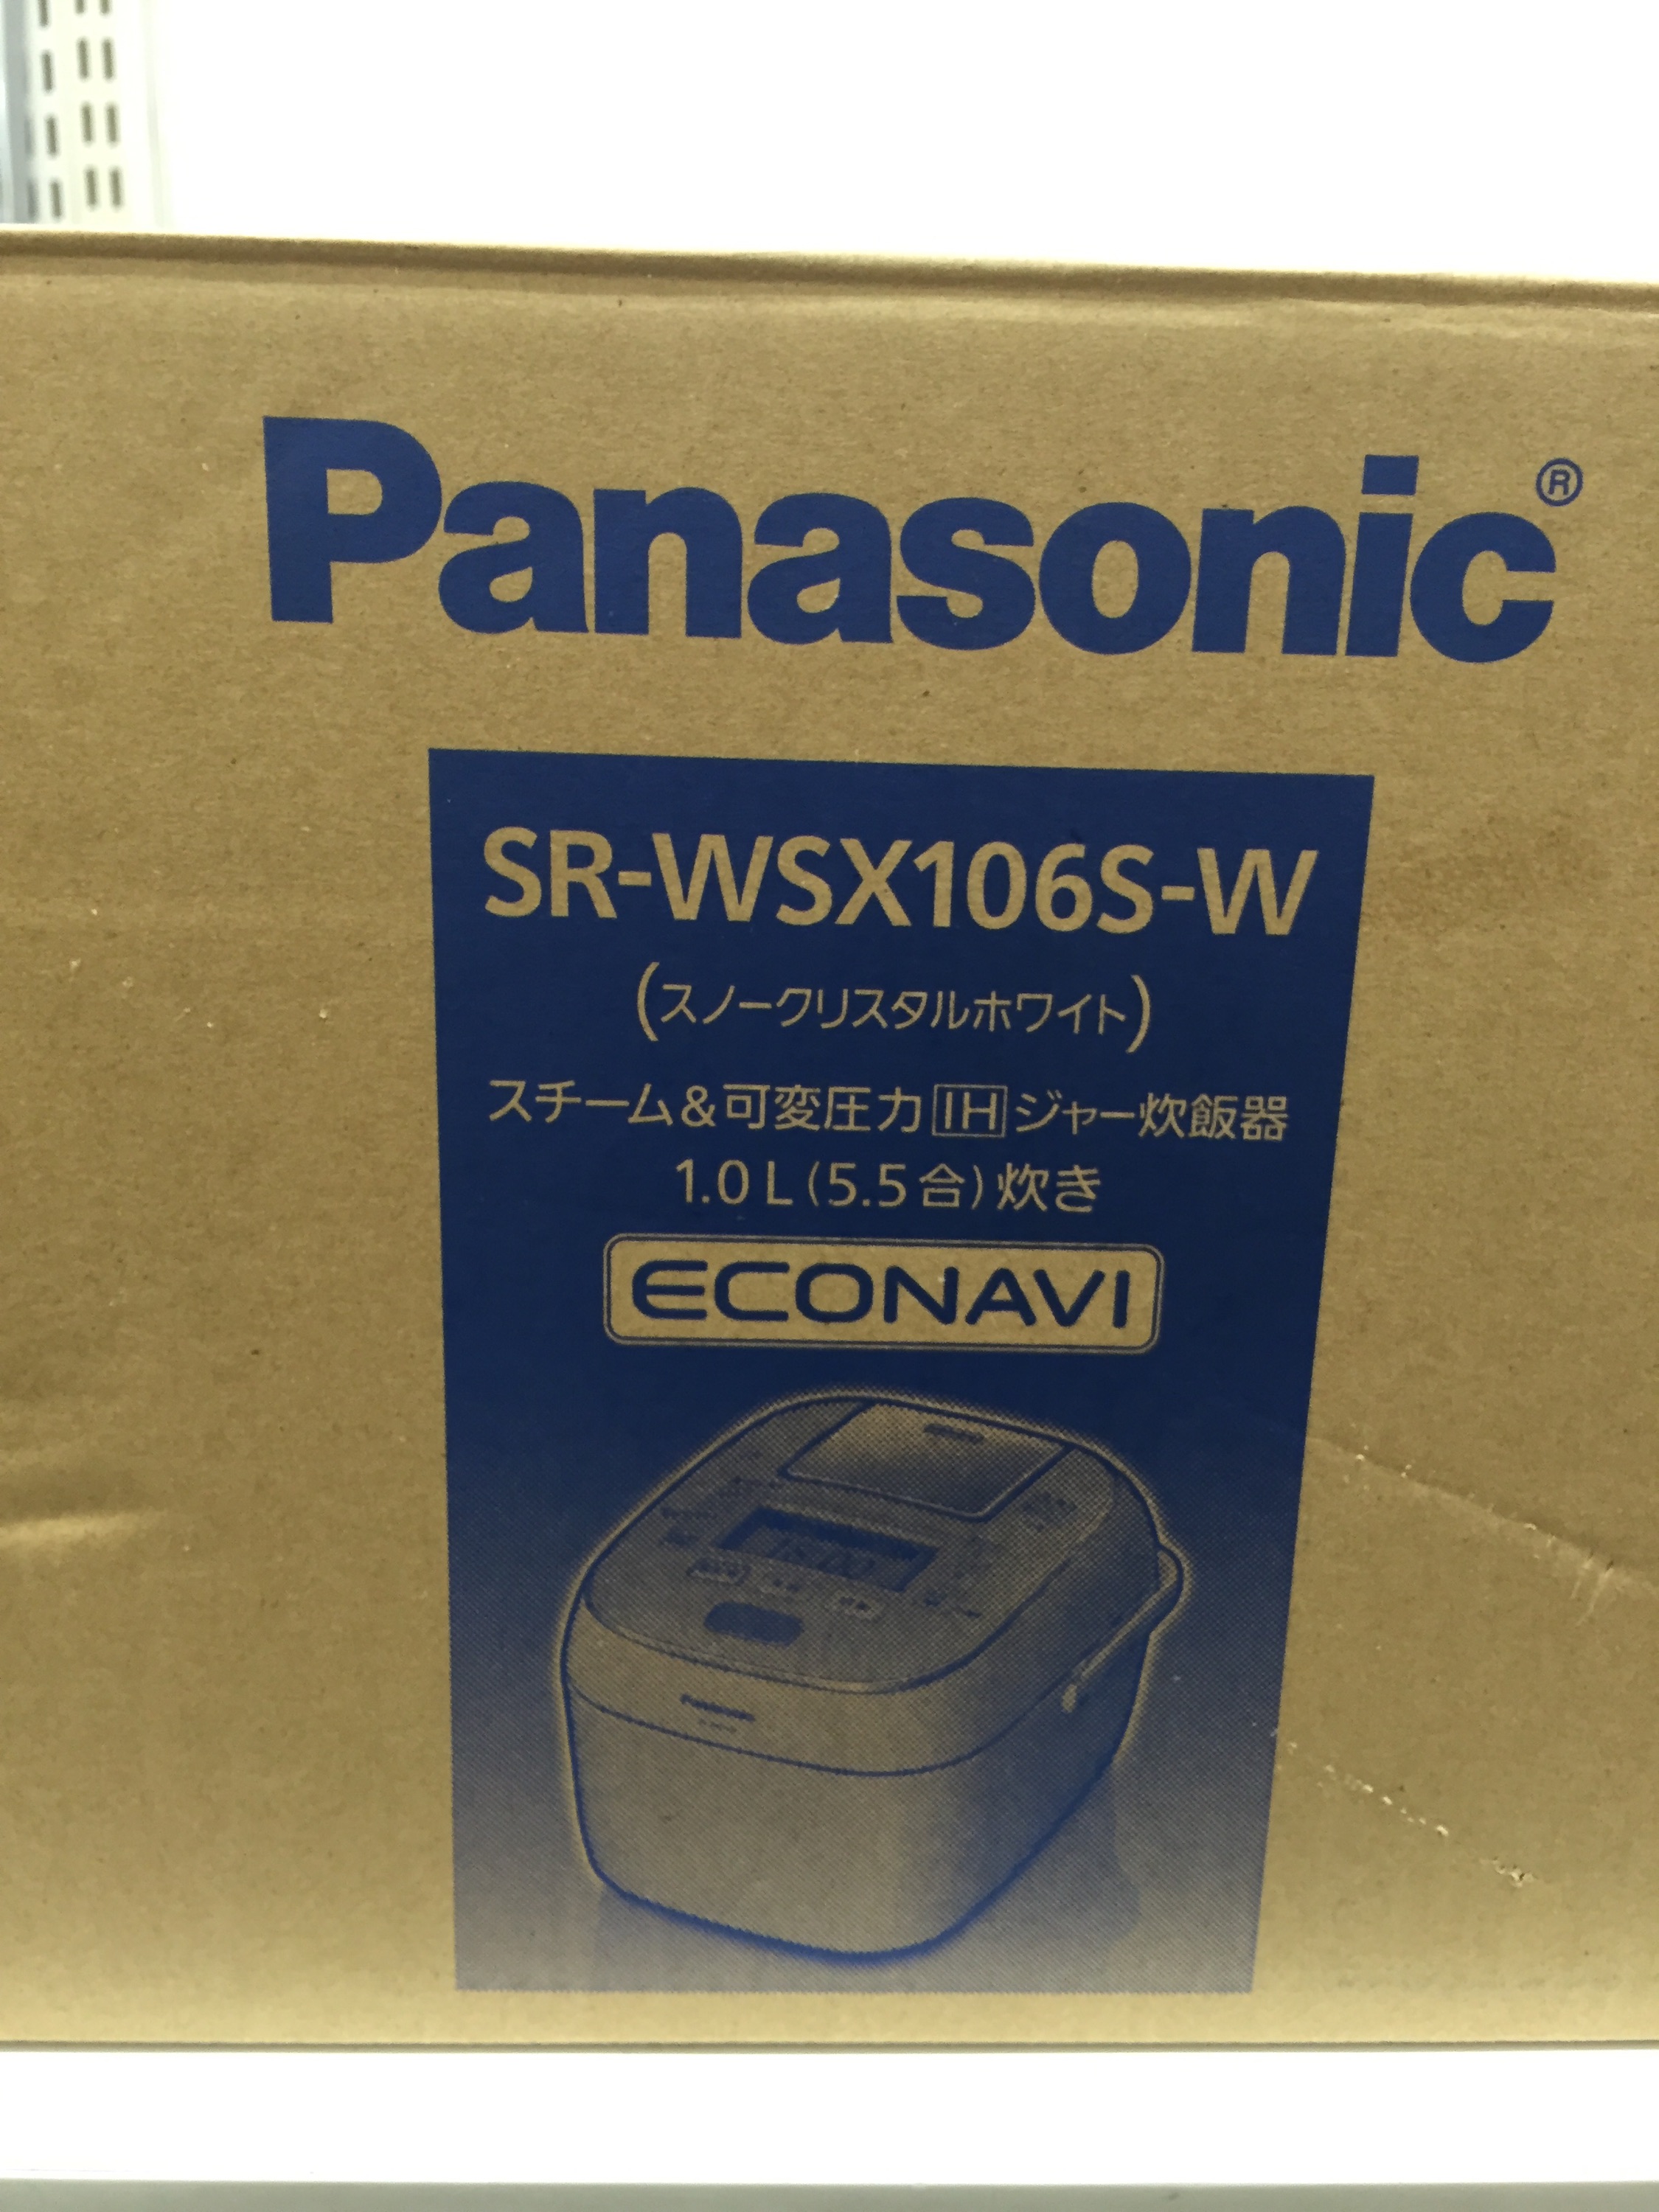 Panasonic®
SR-WSX106S-W
(スノークリスタルホワイト)
スチーム&可変圧力IHジャー炊飯器
1.0L(5.5合)炊き
ECONAVI
Panasonic